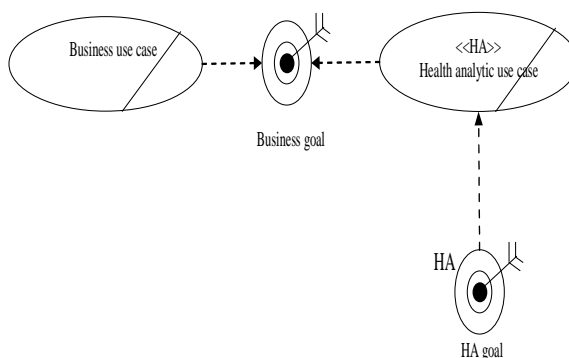 Business use case
<<HA>>
Health analytic use case
Business goal
HA
HA goal